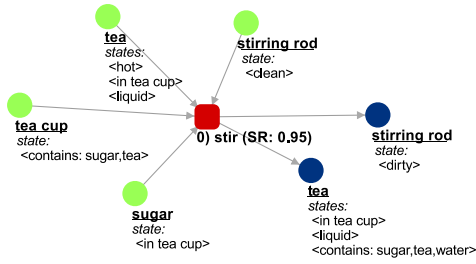 tea
states:
<hot>
<in tea cup>
<liquid>
stirring rod
state:
<clean>
tea cup
state:
<contains: sugar,tea>
0) stir (SR: 0.95)
stirring rod
state:
<dirty>
sugar
state:
<in tea cup>
tea
states:
<in tea cup>
<liquid>
<contains: sugar,tea,water>